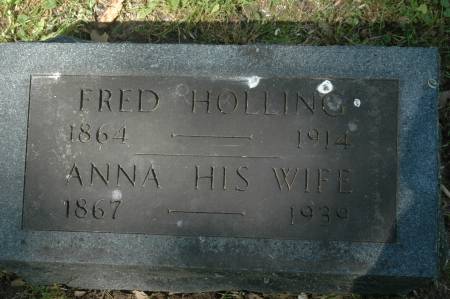 FRED HOLLING
1864 — 1914
ANNA HIS WIFE
1867 — 1939